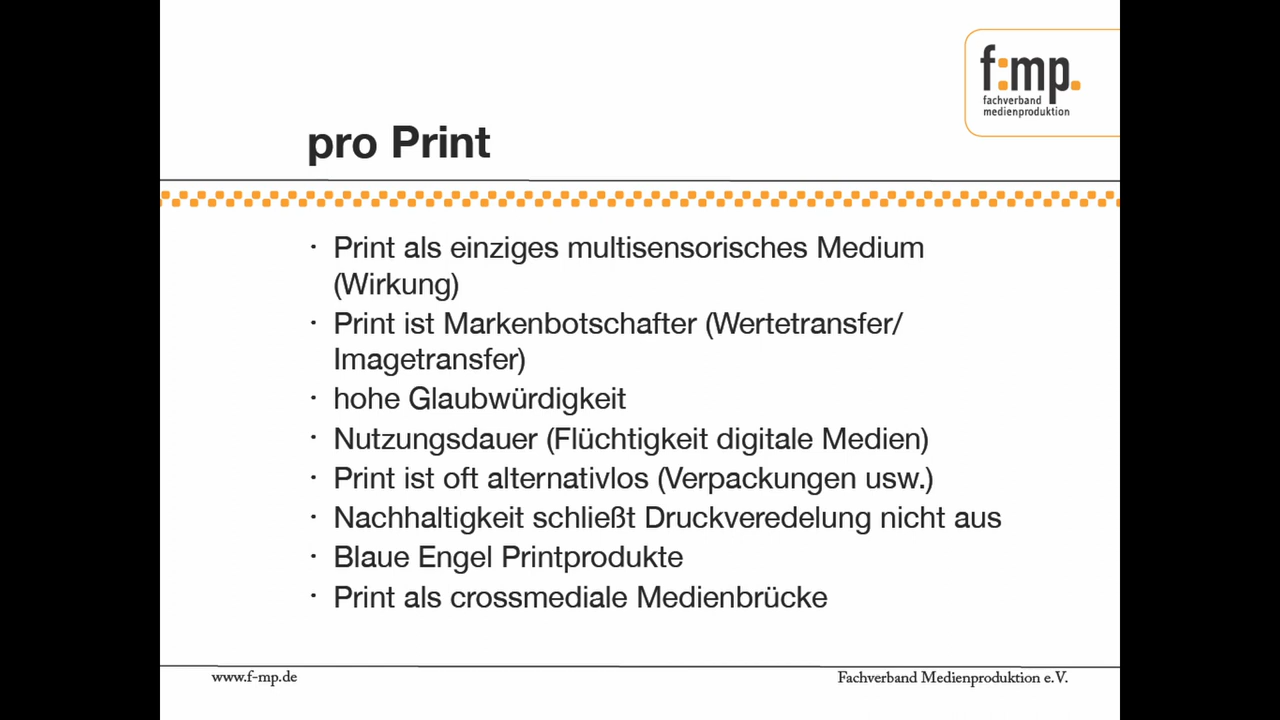 f:mp.
fachverband
medienproduktion
pro Print
· Print als einziges multisensorisches Medium
(Wirkung)
· Print ist Markenbotschafter (Wertetransfer/
Imagetransfer)
· hohe Glaubwürdigkeit
· Nutzungsdauer (Flüchtigkeit digitale Medien)
· Print ist oft alternativlos (Verpackungen usw.)
· Nachhaltigkeit schließt Druckveredelung nicht aus
· Blaue Engel Printprodukte
· Print als crossmediale Medienbrücke
www.f-mp.de
Fachverband Medienproduktion e.V.